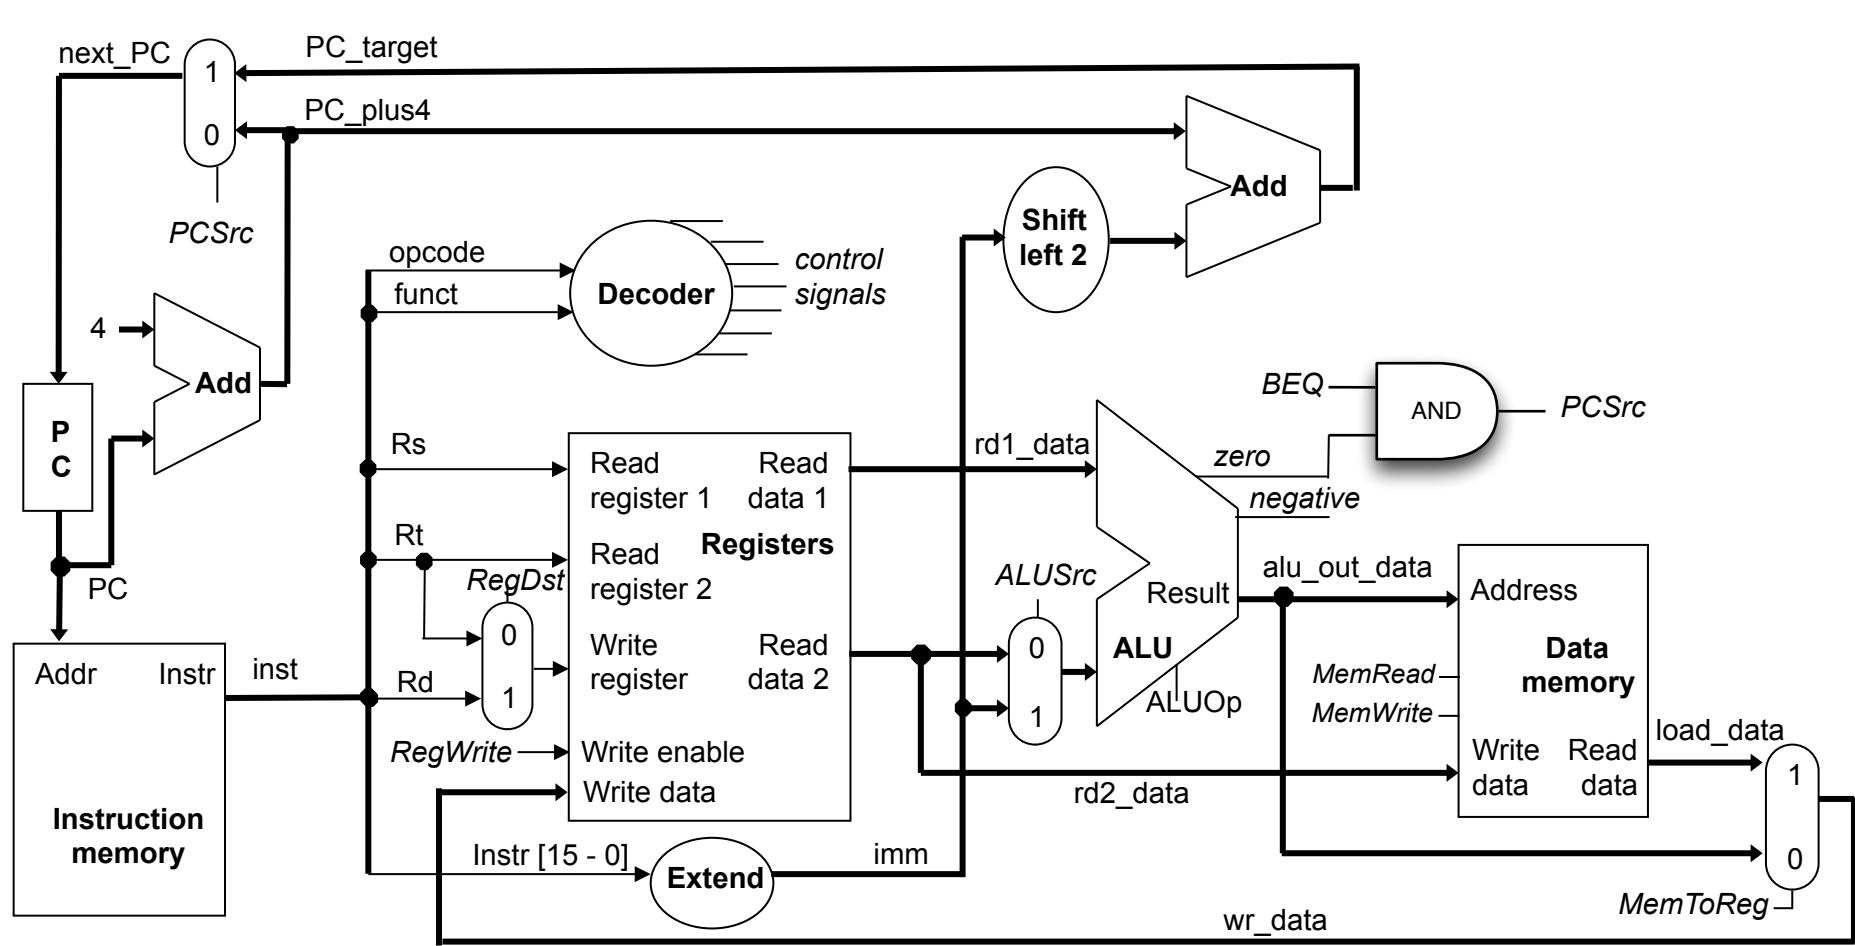 next_PC
1
PC_target
0
PC_plus4
PCSrc
Add
Shift
left 2
opcode
funct
Decoder
control
signals
4
Add
P
C
PC
BEQ
AND
PCSrc
Rs
Read
register 1
Read
data 1
rd1_data
zero
negative
Rt
RegDst
Read
register 2
Registers
ALUSrc
Result
alu_out_data
Address
0
1
Write
register
Read
data 2
0
1
ALU
ALUOp
Data
memory
MemRead
MemWrite
Addr
Instr
inst
Rd
RegWrite
Write enable
Write data
rd2_data
Write
data
Read
data
load_data
1
0
Instruction
memory
Instr [15 - 0]
Extend
imm
MemToReg
wr_data